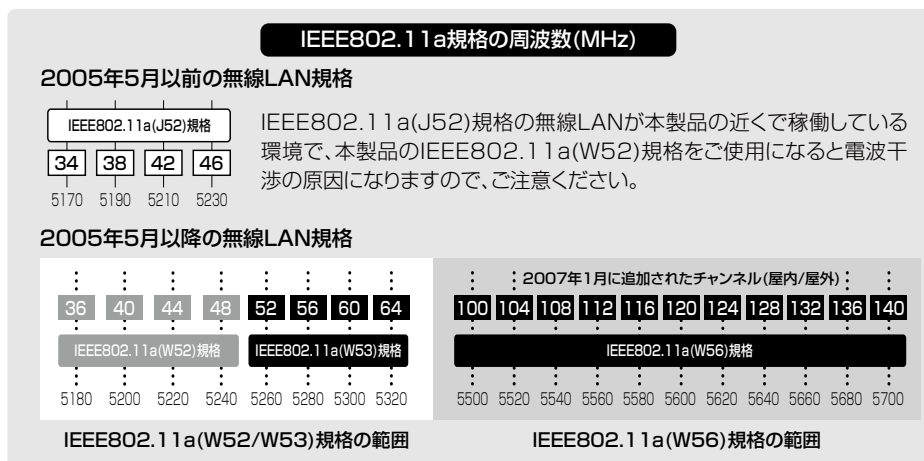 IEEE802.11a規格の周波数(MHz)
2005年5月以前の無線LAN規格
IEEE802.11a(J52)規格
34 38 42 46
5170 5190 5210 5230
IEEE802.11a(J52)規格の無線LANが本製品の近くで稼働している
環境で、本製品のIEEE802.11a(W52)規格をご使用になると電波干
渉の原因になりますので、ご注意ください。
2005年5月以降の無線LAN規格
2007年1月に追加されたチャンネル(屋内/屋外)
36 40 44 48 52 56 60 64 100 104 108 112 116 120 124 128 132 136 140
IEEE802.11a(W52)規格 IEEE802.11a(W53)規格 IEEE802.11a(W56)規格
5180 5200 5220 5240 5260 5280 5300 5320 5500 5520 5540 5560 5580 5600 5620 5640 5660 5680 5700
IEEE802.11a(W52/W53)規格の範囲 IEEE802.11a(W56)規格の範囲